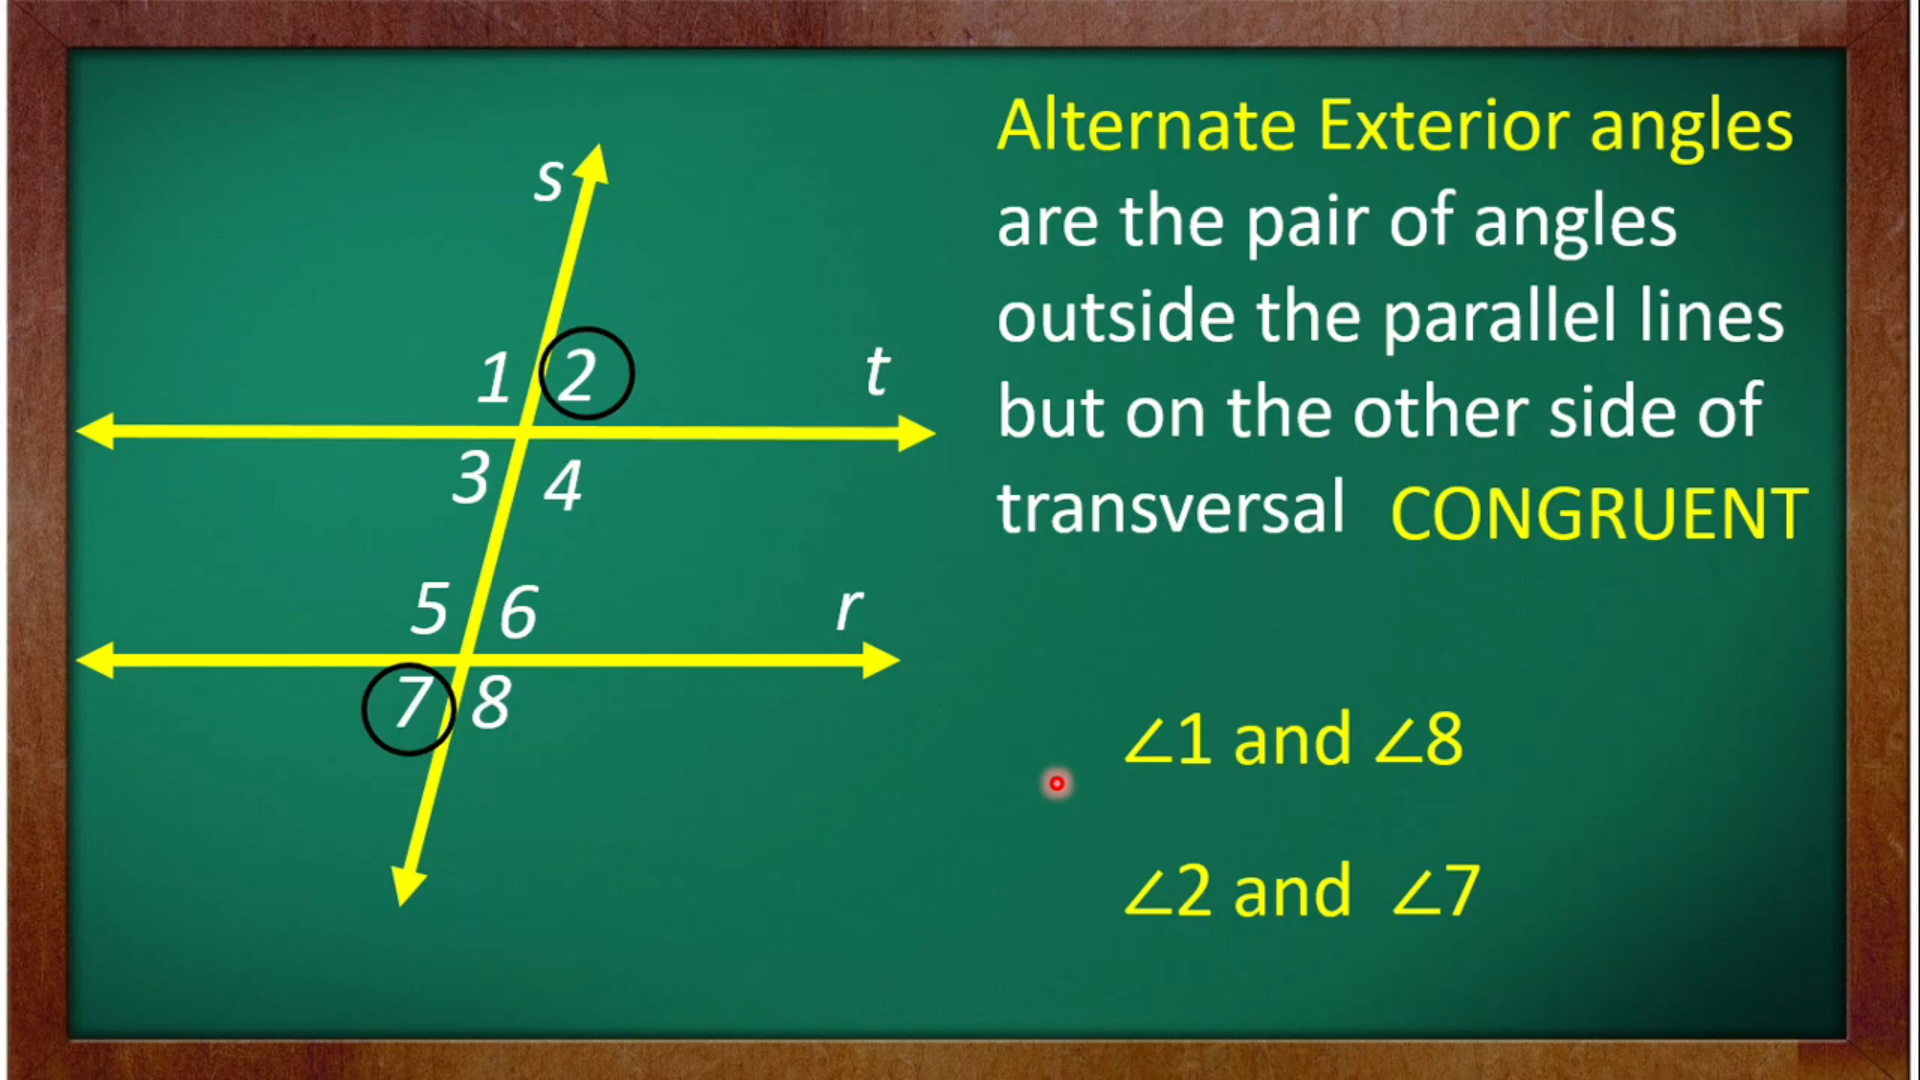 Alternate Exterior angles
are the pair of angles
outside the parallel lines
but on the other side of
transversal CONGRUENT
s
1 2 t
3 4
5 6 r
7 8
∠1 and ∠8
∠2 and ∠7